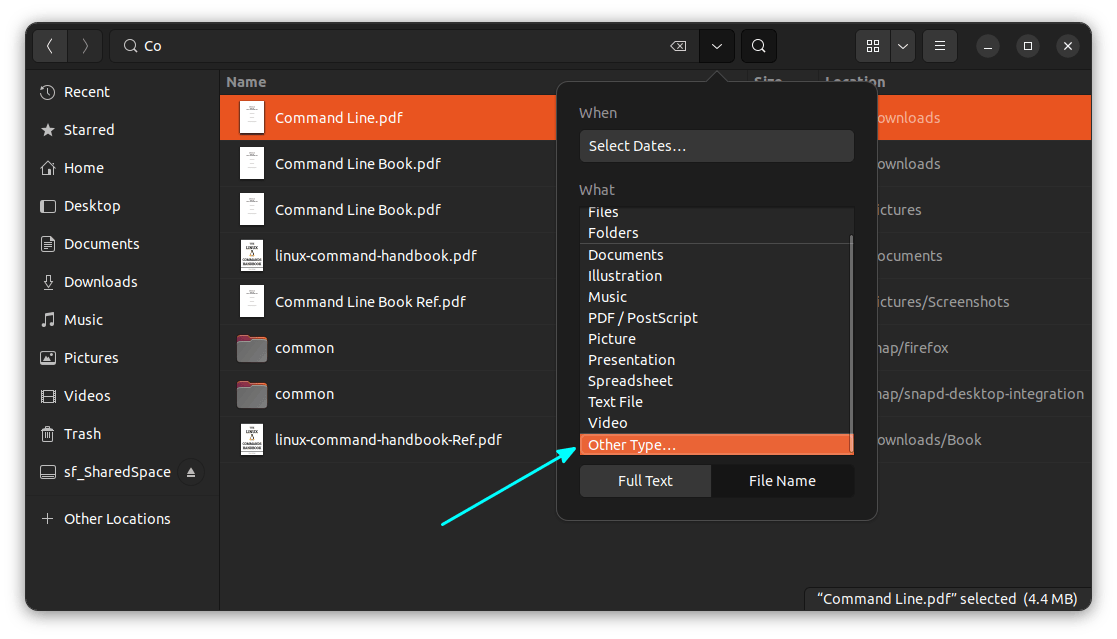 Co
Recent
Starred
Home
Desktop
Documents
Downloads
Music
Pictures
Videos
Trash
sf_SharedSpace
Other Locations
Name Size Location
Command Line.pdf ownloads
Command Line Book.pdf ownloads
Command Line Book.pdf ictures
linux-command-handbook.pdf ocuments
Command Line Book Ref.pdf ictures/Screenshots
common nap/firefox
common nap/snapd-desktop-integration
linux-command-handbook-Ref.pdf ownloads/Book
When
Select Dates...
What
Files
Folders
Documents
Illustration
Music
PDF / PostScript
Picture
Presentation
Spreadsheet
Text File
Video
Other Type...
Full Text File Name
“Command Line.pdf” selected (4.4 MB)